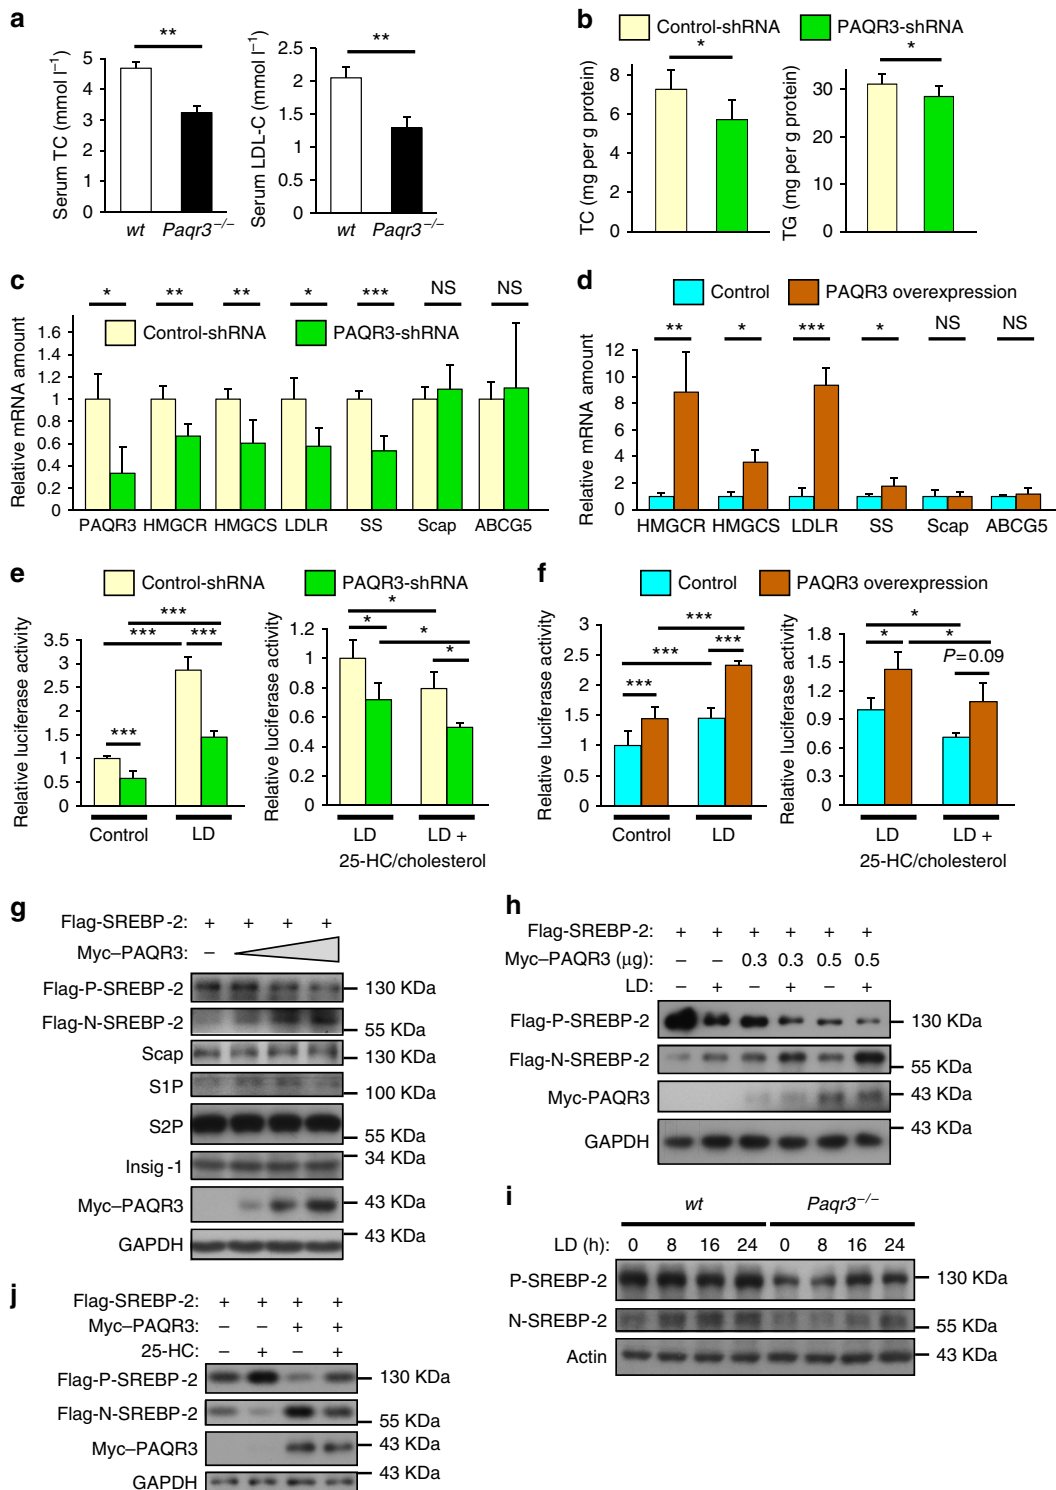 a
**
**
Serum TC (mmol l⁻¹)
5
4
3
2
1
0
wt
Paqr3⁻/⁻
Serum LDL-C (mmol l⁻¹)
2.5
2
1.5
1
0.5
0
wt
Paqr3⁻/⁻
b
Control-shRNA
PAQR3-shRNA
*
*
TC (mg per g protein)
8
6
4
2
0
TG (mg per g protein)
30
20
10
0
c
*
**
**
*
***
NS
NS
Control-shRNA
PAQR3-shRNA
Relative mRNA amount
1.6
1.4
1.2
1
0.8
0.6
0.4
0.2
0
PAQR3 HMGCR HMGCS LDLR SS Scap ABCG5
d
Control
PAQR3 overexpression
**
*
***
*
NS
NS
Relative mRNA amount
12
10
8
6
4
2
0
HMGCR HMGCS LDLR SS Scap ABCG5
e
Control-shRNA
PAQR3-shRNA
***
***
***
***
Relative luciferase activity
3.5
3
2.5
2
1.5
1
0.5
0
Control
LD
*
*
*
*
Relative luciferase activity
1.2
1
0.8
0.6
0.4
0.2
0
LD
LD +
25-HC/cholesterol
f
Control
PAQR3 overexpression
***
***
***
***
Relative luciferase activity
3
2.5
2
1.5
1
0.5
0
Control
LD
*
*
*
P=0.09
Relative luciferase activity
1.8
1.5
1.2
0.9
0.6
0.3
0
LD
LD +
25-HC/cholesterol
g
Flag-SREBP-2: + + + +
Myc–PAQR3: –
Flag-P-SREBP-2
130 KDa
Flag-N-SREBP-2
55 KDa
Scap
130 KDa
S1P
100 KDa
S2P
55 KDa
Insig-1
34 KDa
Myc–PAQR3
43 KDa
GAPDH
43 KDa
h
Flag-SREBP-2: + + + + + +
Myc–PAQR3 (μg): – – 0.3 0.3 0.5 0.5
LD: – + – + – +
Flag-P-SREBP-2
130 KDa
Flag-N-SREBP-2
55 KDa
Myc-PAQR3
43 KDa
GAPDH
43 KDa
i
wt
Paqr3⁻/⁻
LD (h): 0 8 16 24 0 8 16 24
P-SREBP-2
130 KDa
N-SREBP-2
55 KDa
Actin
43 KDa
j
Flag-SREBP-2: + + + +
Myc–PAQR3: – – + +
25-HC: – + – +
Flag-P-SREBP-2
130 KDa
Flag-N-SREBP-2
55 KDa
Myc–PAQR3
43 KDa
GAPDH
43 KDa